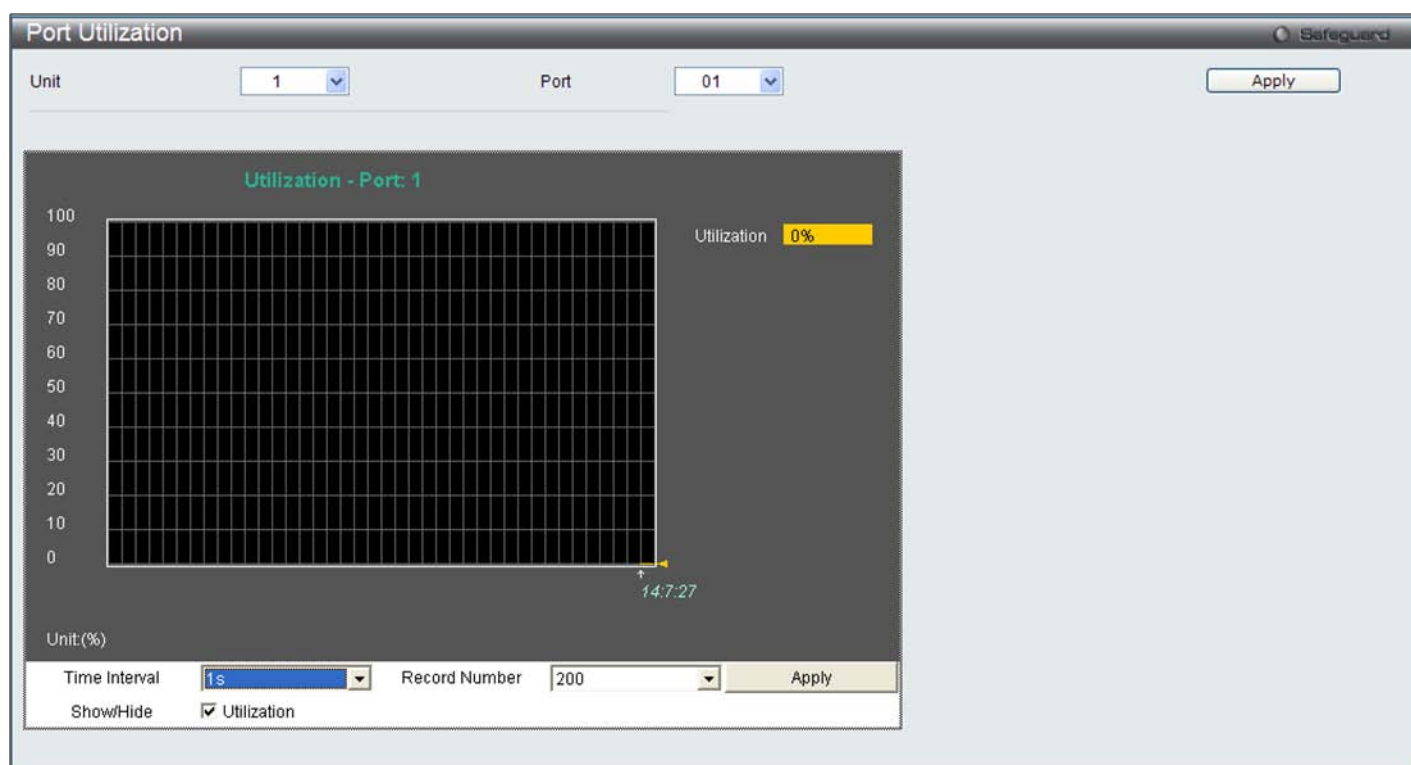 Port Utilization
Safeguard
Unit 1 Port 01 Apply
Utilization - Port: 1
100
Utilization 0%
90
80
70
60
50
40
30
20
10
0
14:7:27
Unit:(%)
Time Interval 1s Record Number 200 Apply
Show/Hide Utilization